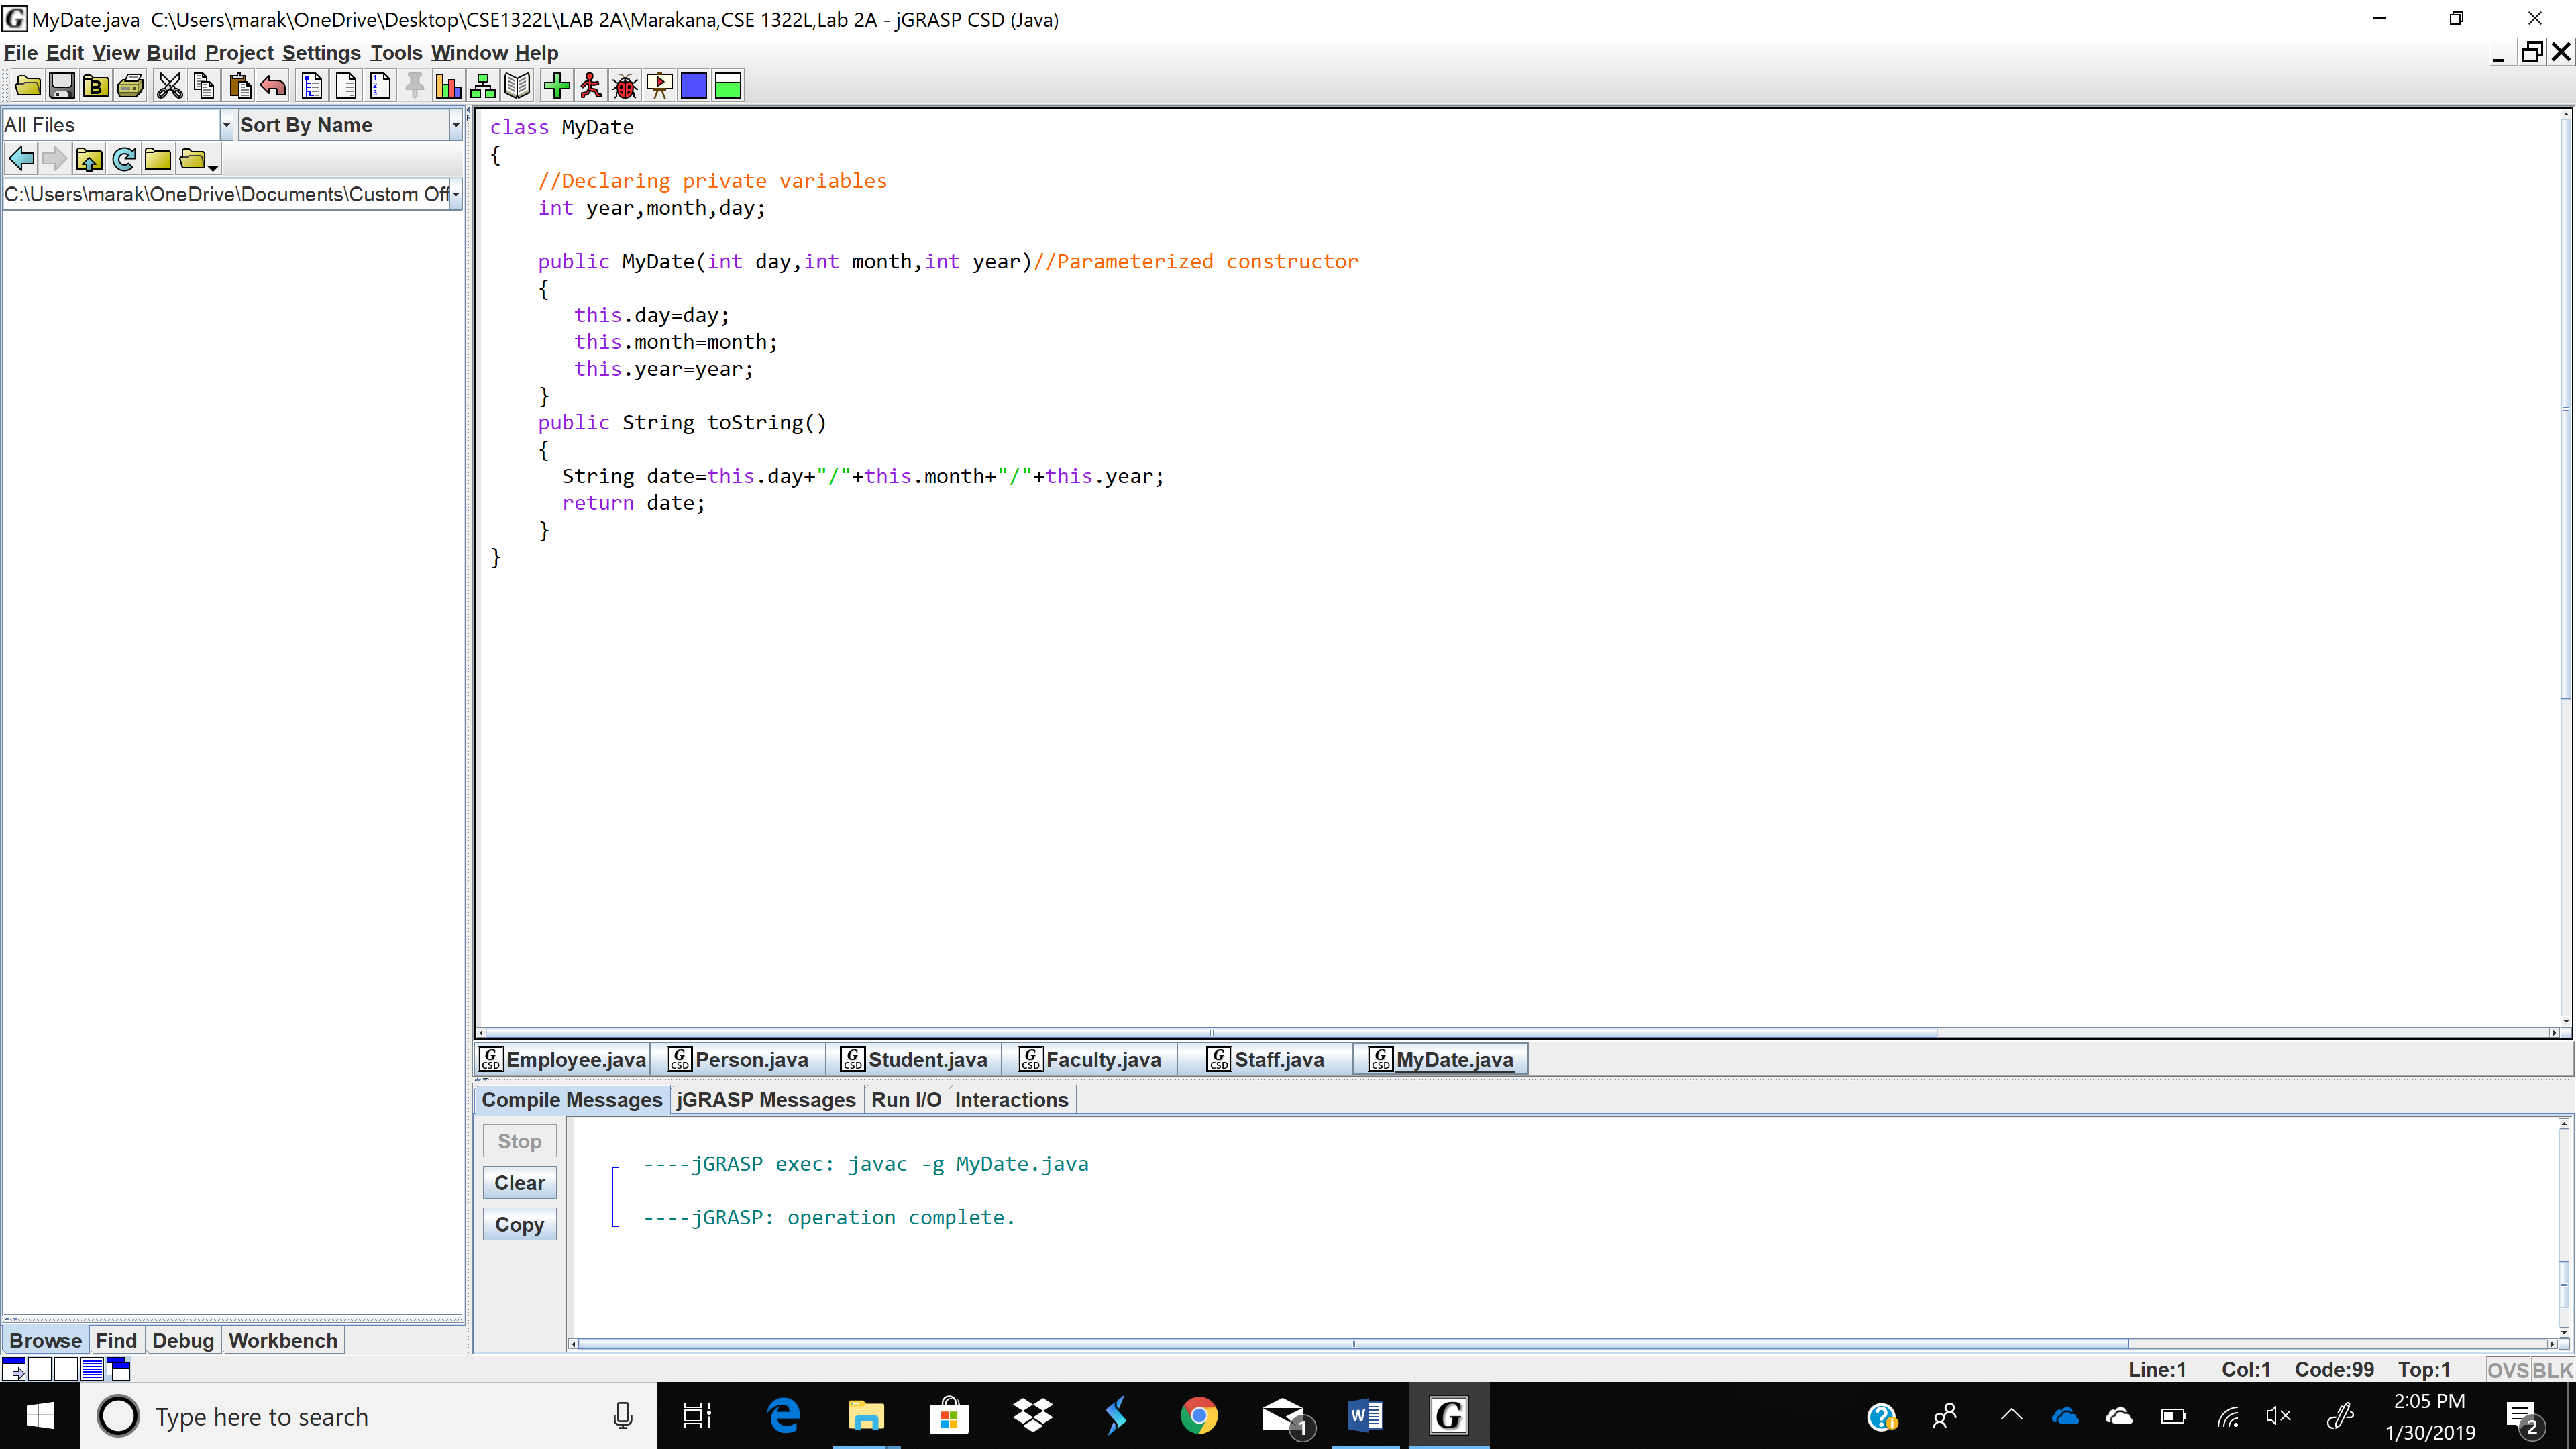 MyDate.java C:\Users\marak\OneDrive\Desktop\CSE1322L\LAB 2A\Marakana,CSE 1322L,Lab 2A - jGRASP CSD (Java)
File Edit View Build Project Settings Tools Window Help
All Files
Sort By Name
C:\Users\marak\OneDrive\Documents\Custom Off
class MyDate
{
//Declaring private variables
int year,month,day;
public MyDate(int day,int month,int year)//Parameterized constructor
{
this.day=day;
this.month=month;
this.year=year;
}
public String toString()
{
String date=this.day+"/"+this.month+"/"+this.year;
return date;
}
}
Employee.java Person.java Student.java Faculty.java Staff.java MyDate.java
Compile Messages jGRASP Messages Run I/O Interactions
Stop
Clear
Copy
----jGRASP exec: javac -g MyDate.java
----jGRASP: operation complete.
Browse Find Debug Workbench
Line:1 Col:1 Code:99 Top:1 OVS BLK
Type here to search
1
2:05 PM
1/30/2019
2